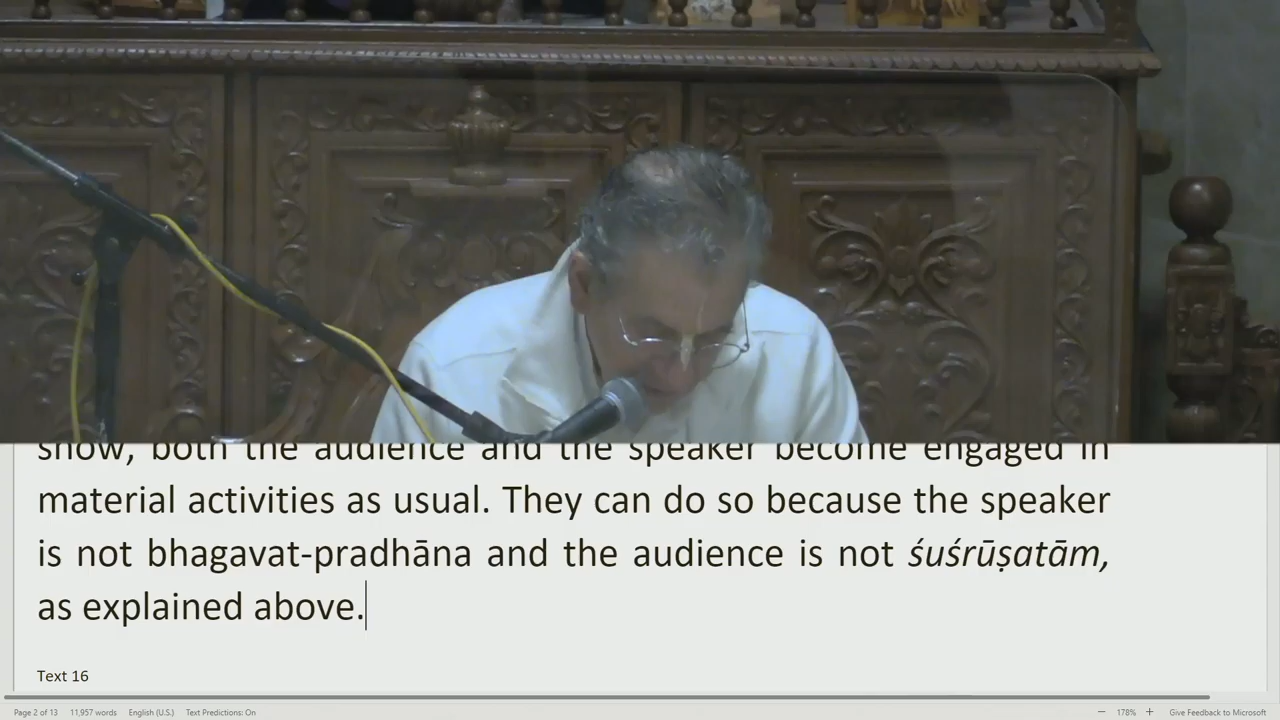 show, both the audience and the speaker become engaged in
material activities as usual. They can do so because the speaker
is not bhagavat-pradhāna and the audience is not śuśrūṣatām,
as explained above.
Text 16
Page 2 of 13 11,957 words English (U.S.) Text Predictions: On 178% Give Feedback to Microsoft